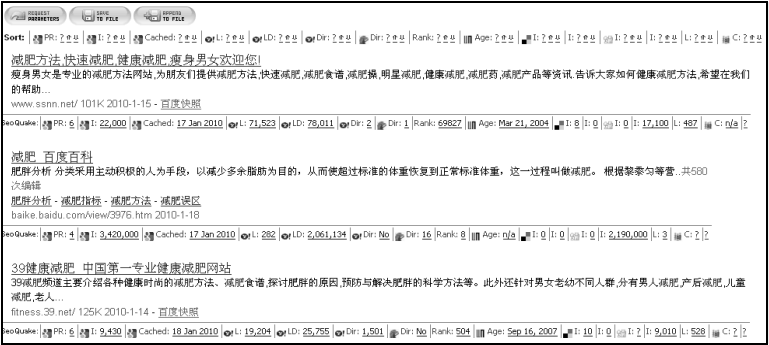 REQUEST PARAMETERS SAVE TO FILE APPEND TO FILE
Sort: PR: ? I: ? Cached: ? L: ? LD: ? Dir: ? Dir: ? Rank: ? Age: ? I: ? I: ? I: ? I: ? L: ? C: ?
减肥方法,快速减肥,健康减肥,瘦身男女欢迎您!
瘦身男女是专业的减肥方法网站,为朋友们提供减肥方法,快速减肥,减肥食谱,减肥操,明星减肥,健康减肥,减肥药,减肥产品等资讯.告诉大家如何健康减肥方法,希望在我们
的帮助...
www.ssnn.net/ 101K 2010-1-15 - 百度快照
SeoQuake: PR: 6 I: 22,000 Cached: 17 Jan 2010 L: 71,523 LD: 78,011 Dir: 2 Dir: 1 Rank: 69827 Age: Mar 21, 2004 I: 8 I: 0 I: 0 I: 17,100 L: 487 C: n/a ?
减肥_百度百科
肥胖分析 分类采用主动积极的人为手段，以减少多余脂肪为目的，从而使超过标准的体重恢复到正常标准体重，这一过程叫做减肥。 根据黎黍匀等营..共580
次编辑
肥胖分析 - 减肥指标 - 减肥方法 - 减肥误区
baike.baidu.com/view/3976.htm 2010-1-18
SeoQuake: PR: 4 I: 3,420,000 Cached: 17 Jan 2010 L: 282 LD: 2,061,134 Dir: No Dir: 16 Rank: 8 Age: n/a I: 0 I: 0 I: 0 I: 2,190,000 L: 3 C: ? ?
39健康减肥_中国第一专业健康减肥网站
39减肥频道主要介绍各种健康时尚的减肥方法、减肥食谱,探讨肥胖的原因,预防与解决肥胖的科学方法等。此外还针对男女老幼不同人群,分有男人减肥,产后减肥,儿童
减肥,老人...
fitness.39.net/ 125K 2010-1-14 - 百度快照
SeoQuake: PR: 6 I: 9,430 Cached: 18 Jan 2010 L: 19,204 LD: 25,755 Dir: 1,501 Dir: No Rank: 504 Age: Sep 16, 2007 I: 10 I: 0 I: ? I: 9,010 L: 528 C: ? ?